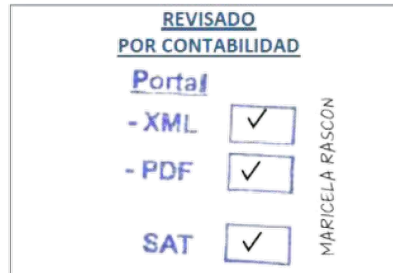 REVISADO
POR CONTABILIDAD
Portal
- XML ✓
- PDF ✓
SAT ✓
MARICELA RASCON